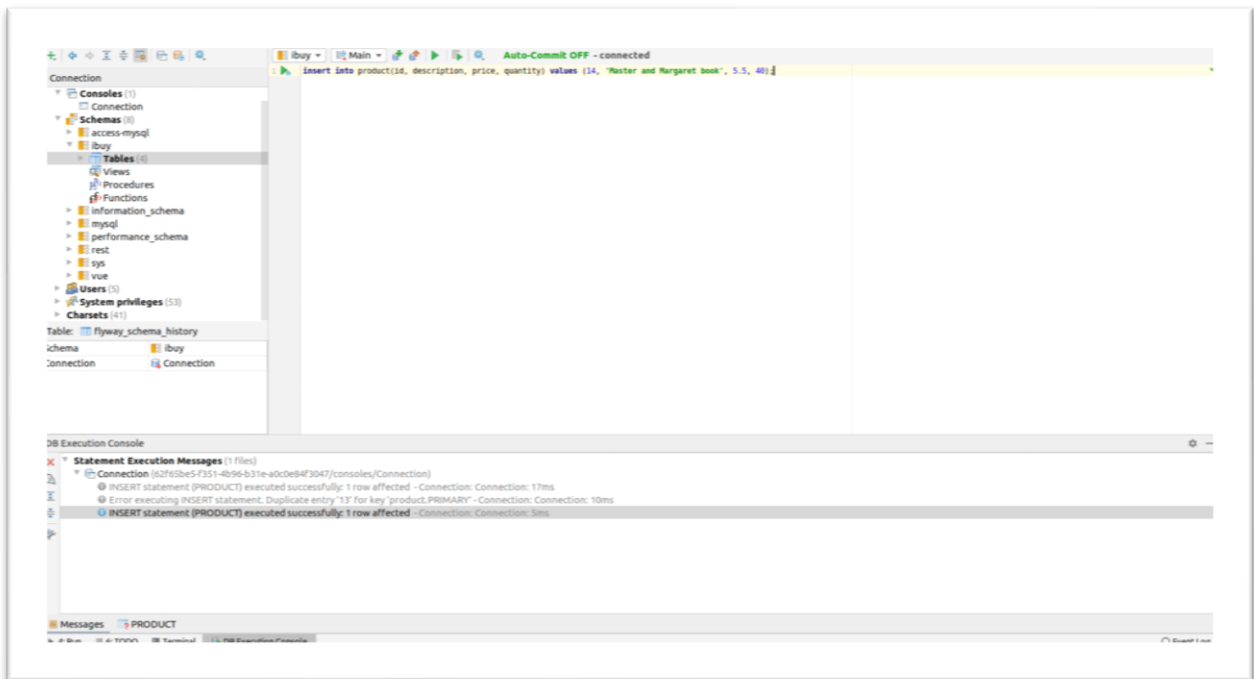 ibuy Main Auto-Commit OFF - connected
1 insert into product(id, description, price, quantity) values (14, 'Master and Margaret book', 5.5, 40);
Connection
Consoles (1)
Connection
Schemas (8)
access-mysql
ibuy
Tables (4)
Views
Procedures
Functions
information_schema
mysql
performance_schema
rest
sys
vue
Users (5)
System privileges (53)
Charsets (41)
Table: flyway_schema_history
Schema ibuy
Connection Connection
DB Execution Console
Statement Execution Messages (1 files)
Connection (62f65be5-f351-4b96-b31e-a0c0e84f3047/consoles/Connection)
INSERT statement (PRODUCT) executed successfully: 1 row affected - Connection: Connection: 17ms
Error executing INSERT statement. Duplicate entry '13' for key 'product.PRIMARY' - Connection: Connection: 10ms
INSERT statement (PRODUCT) executed successfully: 1 row affected - Connection: Connection: 5ms
Messages PRODUCT
4: Run 6: TODO Terminal DB Execution Console Event Log